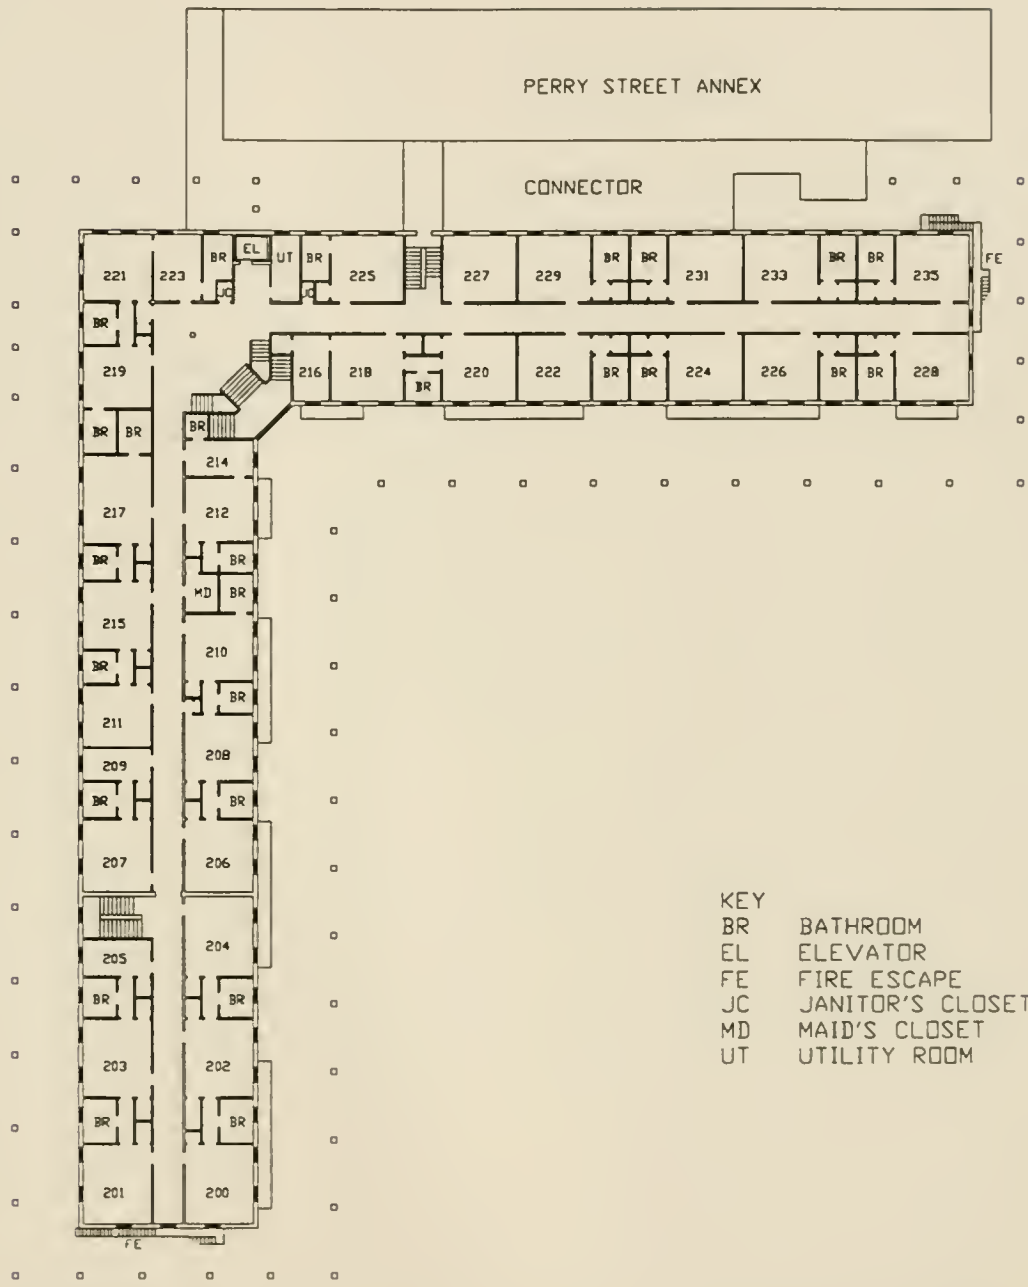 PERRY STREET ANNEX
CONNECTOR
EL
BR
UT
BR
221
223
225
227
229
BR
BR
231
233
BR
BR
235
FE
JC
JC
BR
219
216
218
BR
220
222
BR
BR
224
226
BR
BR
228
BR
BR
BR
214
217
212
BR
BR
MD
BR
215
210
BR
BR
211
208
209
BR
BR
207
206
205
204
BR
BR
203
202
BR
BR
201
200
FE
KEY
BR BATHROOM
EL ELEVATOR
FE FIRE ESCAPE
JC JANITOR'S CLOSET
MD MAID'S CLOSET
UT UTILITY ROOM